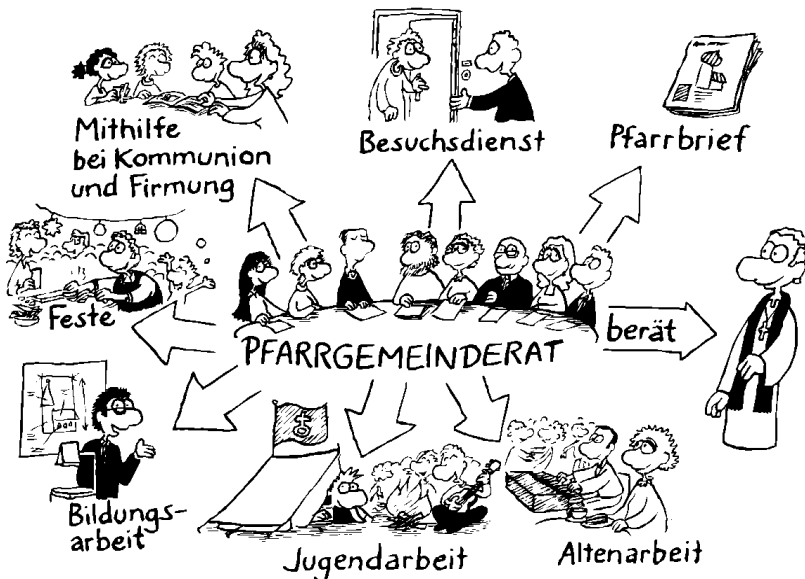 Mithilfe
bei Kommunion
und Firmung
Besuchsdienst
Pfarrbrief
Feste
PFARRGEMEINDERAT
berät
Bildungs-
arbeit
Jugendarbeit
Altenarbeit